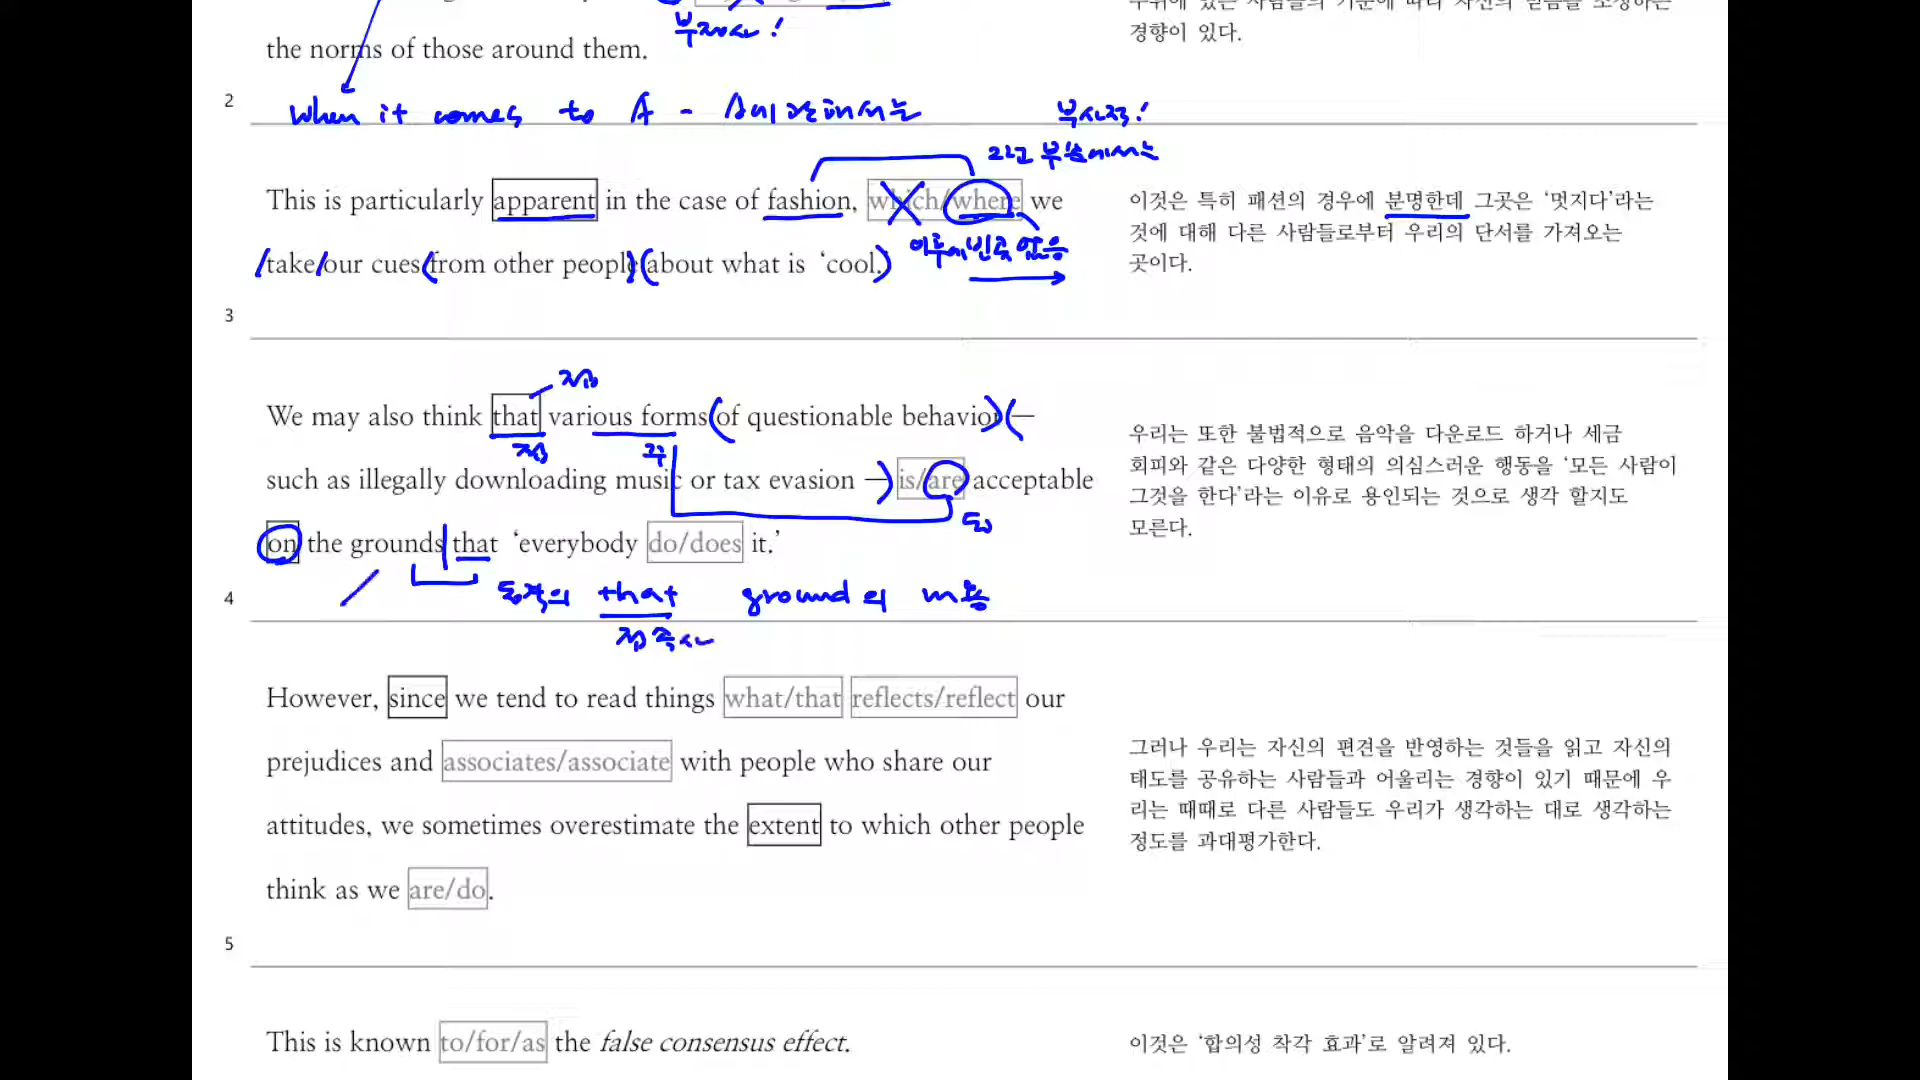 경향이 있다.
부정사!
the norms of those around them.
2
when it comes to A - A에 관해서는
부사적!
그곳 부분에서는
This is particularly apparent in the case of fashion, which/where we
이것은 특히 패션의 경우에 분명한데 그곳은 ‘멋지다’라는
take our cues from other people about what is ‘cool.’
것에 대해 다른 사람들로부터 우리의 단서를 가져오는
곳이다.
3
We may also think that various forms of questionable behavior —
우리는 또한 불법적으로 음악을 다운로드 하거나 세금
such as illegally downloading music or tax evasion — is/are acceptable
회피와 같은 다양한 형태의 의심스러운 행동을 ‘모든 사람이
그것을 한다’라는 이유로 용인되는 것으로 생각 할지도
모른다.
on the grounds that ‘everybody do/does it.’
동격의 that ground의 내용
접속사
4
However, since we tend to read things what/that reflects/reflect our
그러나 우리는 자신의 편견을 반영하는 것들을 읽고 자신의
prejudices and associates/associate with people who share our
태도를 공유하는 사람들과 어울리는 경향이 있기 때문에 우
리는 때때로 다른 사람들도 우리가 생각하는 대로 생각하는
attitudes, we sometimes overestimate the extent to which other people
정도를 과대평가한다.
think as we are/do.
5
This is known to/for/as the false consensus effect.
이것은 ‘합의성 착각 효과’로 알려져 있다.